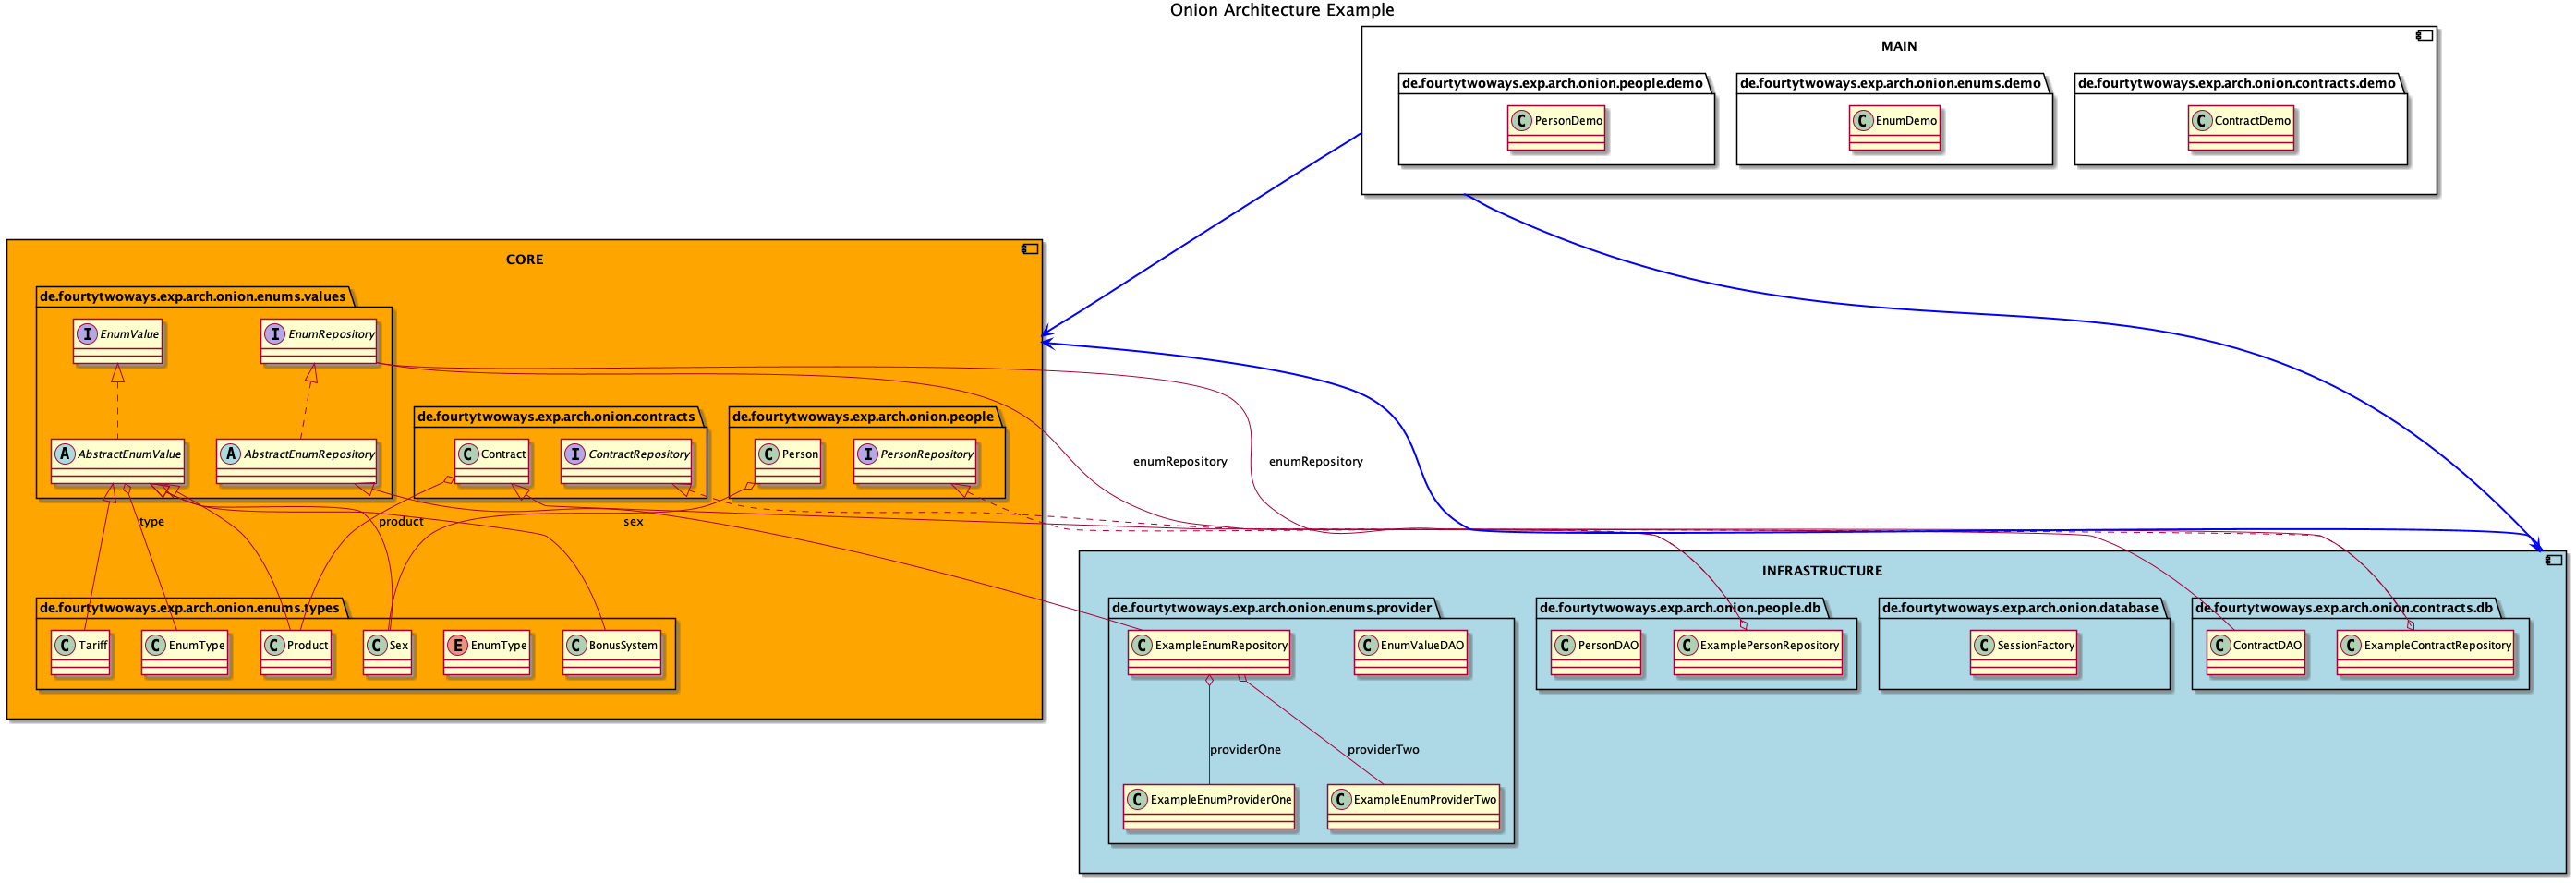 Onion Architecture Example
MAIN
de.fourtytwoways.exp.arch.onion.people.demo
C PersonDemo
de.fourtytwoways.exp.arch.onion.enums.demo
C EnumDemo
de.fourtytwoways.exp.arch.onion.contracts.demo
C ContractDemo
CORE
de.fourtytwoways.exp.arch.onion.enums.values
I EnumValue
I EnumRepository
A AbstractEnumValue
A AbstractEnumRepository
de.fourtytwoways.exp.arch.onion.contracts
C Contract
I ContractRepository
de.fourtytwoways.exp.arch.onion.people
C Person
I PersonRepository
enumRepository
enumRepository
type
product
sex
de.fourtytwoways.exp.arch.onion.enums.types
C Tariff
C EnumType
C Product
C Sex
E EnumType
C BonusSystem
INFRASTRUCTURE
de.fourtytwoways.exp.arch.onion.enums.provider
C ExampleEnumRepository
C EnumValueDAO
providerOne
providerTwo
C ExampleEnumProviderOne
C ExampleEnumProviderTwo
de.fourtytwoways.exp.arch.onion.people.db
C PersonDAO
C ExamplePersonRepository
de.fourtytwoways.exp.arch.onion.database
C SessionFactory
de.fourtytwoways.exp.arch.onion.contracts.db
C ContractDAO
C ExampleContractRepository